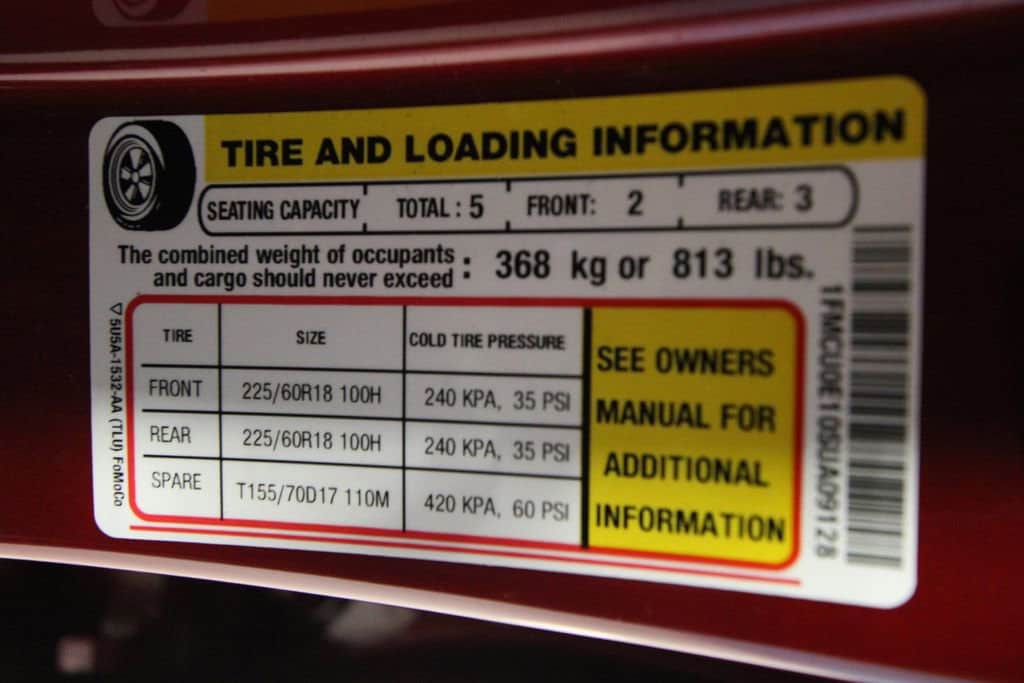 TIRE AND LOADING INFORMATION
SEATING CAPACITY TOTAL : 5 FRONT: 2 REAR: 3
The combined weight of occupants
and cargo should never exceed : 368 kg or 813 lbs.
TIRE SIZE COLD TIRE PRESSURE
FRONT 225/60R18 100H 240 KPA, 35 PSI
REAR 225/60R18 100H 240 KPA, 35 PSI
SPARE T155/70D17 110M 420 KPA, 60 PSI
SEE OWNERS
MANUAL FOR
ADDITIONAL
INFORMATION
5U5A-1532-AA (TLU) FoMoCo